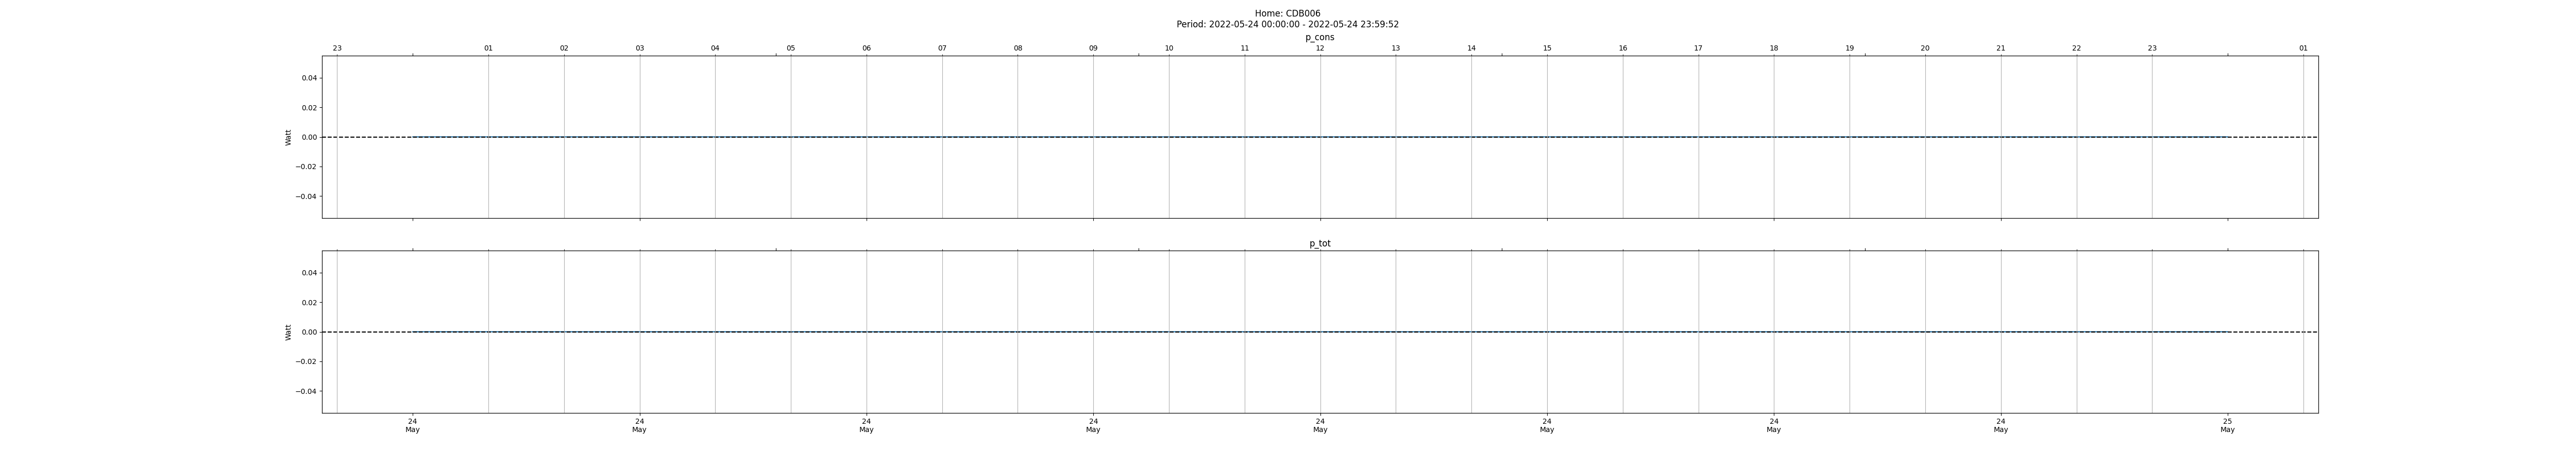 Home: CDB006
Period: 2022-05-24 00:00:00 - 2022-05-24 23:59:52
p_cons
23 01 02 03 04 05 06 07 08 09 10 11 12 13 14 15 16 17 18 19 20 21 22 23 01
0.04
0.02
0.00
−0.02
−0.04
Watt
p_tot
0.04
0.02
0.00
−0.02
−0.04
Watt
24 24 24 24 24 24 24 24 25
May May May May May May May May May